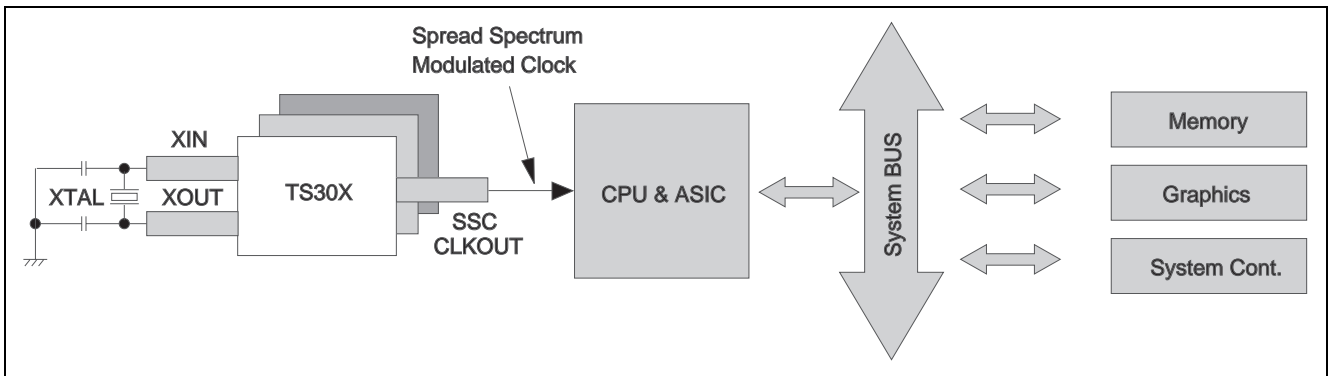 Spread Spectrum
Modulated Clock
XIN
XTAL
XOUT
TS30X
SSC
CLKOUT
CPU & ASIC
System BUS
Memory
Graphics
System Cont.